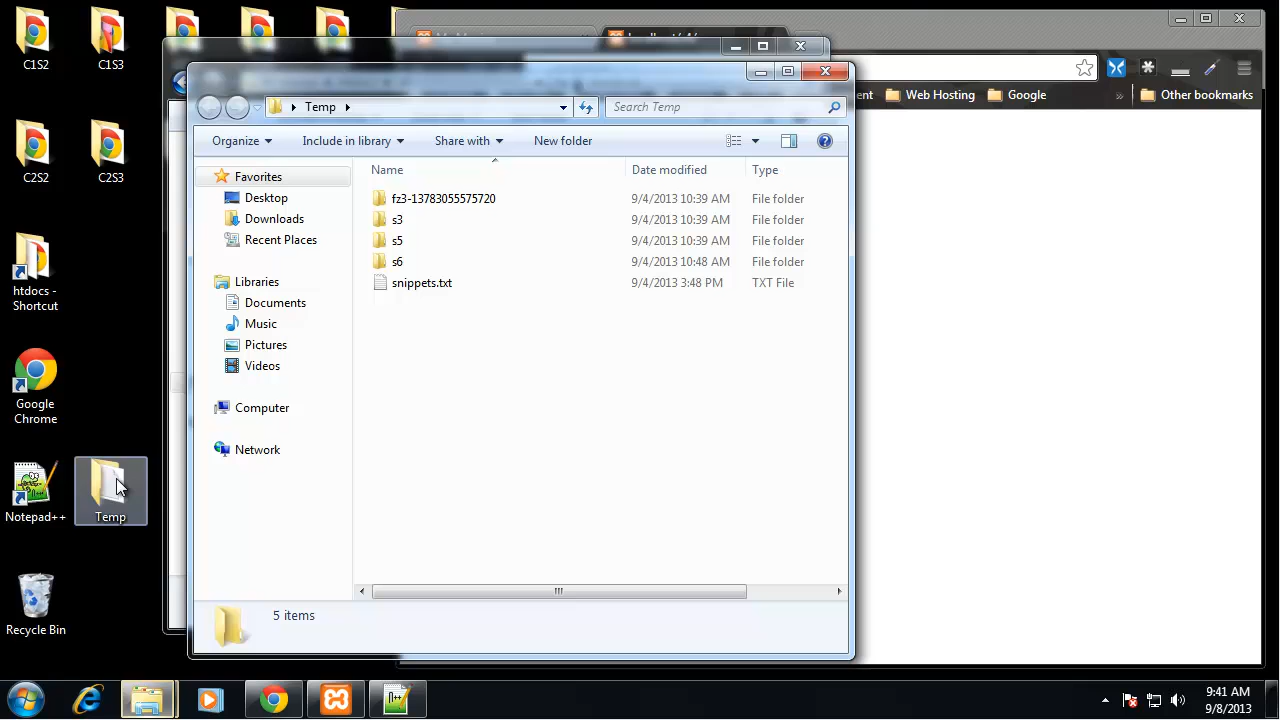 C1S2
C1S3
C2S2
C2S3
htdocs -
Shortcut
Google
Chrome
Notepad++
Temp
Recycle Bin
Web Hosting
Google
»
Other bookmarks
Temp
Search Temp
Organize
Include in library
Share with
New folder
Name
Date modified
Type
Favorites
Desktop
Downloads
Recent Places
Libraries
Documents
Music
Pictures
Videos
Computer
Network
fz3-13783055575720 9/4/2013 10:39 AM File folder
s3 9/4/2013 10:39 AM File folder
s5 9/4/2013 10:39 AM File folder
s6 9/4/2013 10:48 AM File folder
snippets.txt 9/4/2013 3:48 PM TXT File
5 items
9:41 AM
9/8/2013